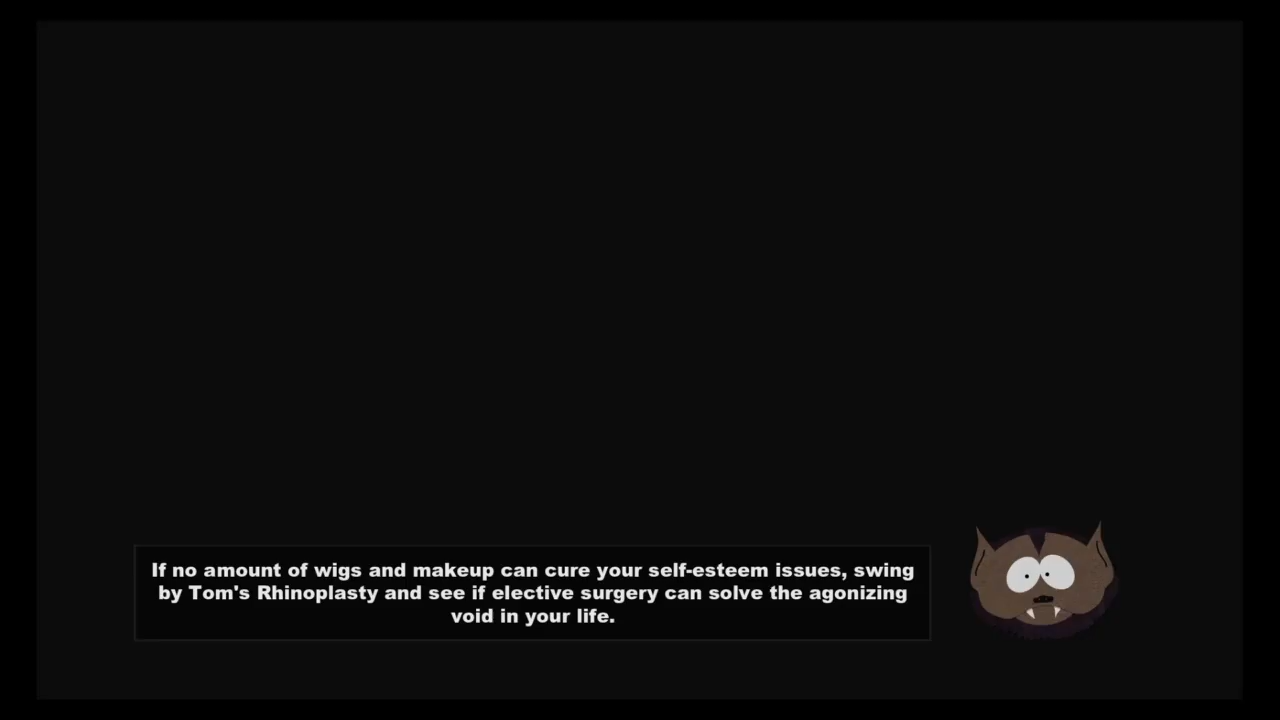 If no amount of wigs and makeup can cure your self-esteem issues, swing
by Tom's Rhinoplasty and see if elective surgery can solve the agonizing
void in your life.